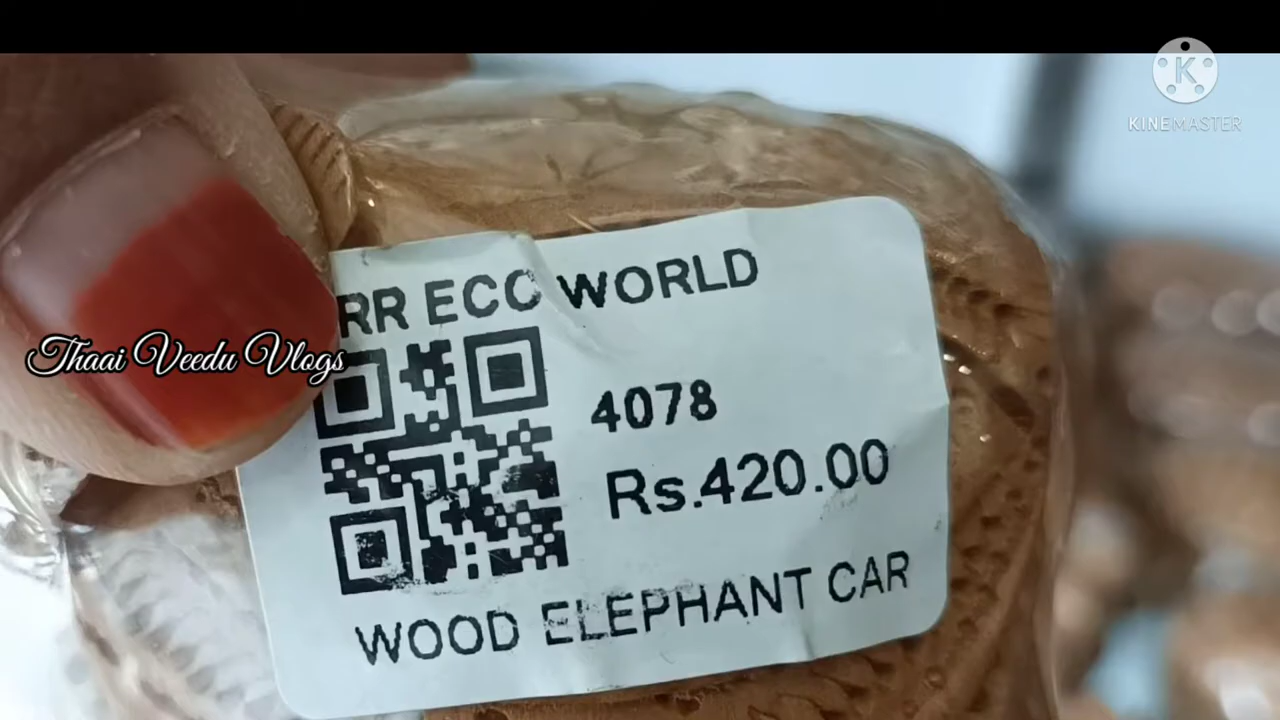 KINEMASTER
RR ECO WORLD
Thaai Veedu Vlogs
4078
Rs.420.00
WOOD ELEPHANT CAR